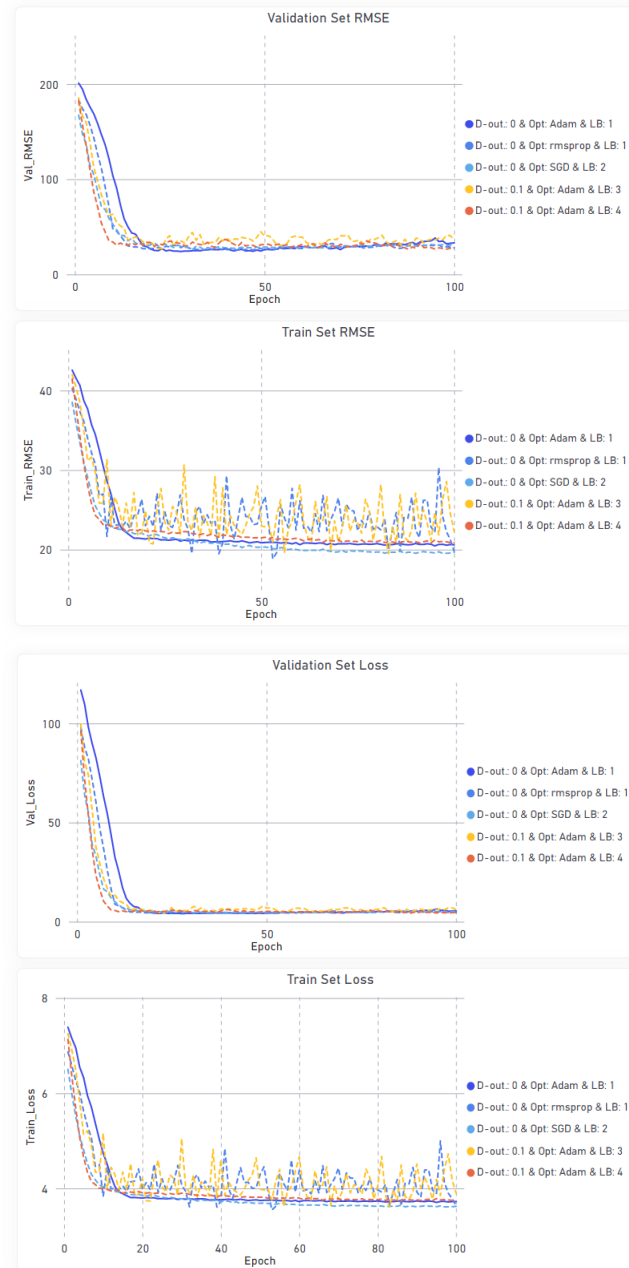 Validation Set RMSE
200
100
0
Val_RMSE
0
50
100
Epoch
D-out.: 0 & Opt: Adam & LB: 1
D-out.: 0 & Opt: rmsprop & LB: 1
D-out.: 0 & Opt: SGD & LB: 2
D-out.: 0.1 & Opt: Adam & LB: 3
D-out.: 0.1 & Opt: Adam & LB: 4
Train Set RMSE
40
30
20
Train_RMSE
0
50
100
Epoch
D-out.: 0 & Opt: Adam & LB: 1
D-out.: 0 & Opt: rmsprop & LB: 1
D-out.: 0 & Opt: SGD & LB: 2
D-out.: 0.1 & Opt: Adam & LB: 3
D-out.: 0.1 & Opt: Adam & LB: 4
Validation Set Loss
100
50
0
Val_Loss
0
50
100
Epoch
D-out.: 0 & Opt: Adam & LB: 1
D-out.: 0 & Opt: rmsprop & LB: 1
D-out.: 0 & Opt: SGD & LB: 2
D-out.: 0.1 & Opt: Adam & LB: 3
D-out.: 0.1 & Opt: Adam & LB: 4
Train Set Loss
8
6
4
Train_Loss
0
20
40
60
80
100
Epoch
D-out.: 0 & Opt: Adam & LB: 1
D-out.: 0 & Opt: rmsprop & LB: 1
D-out.: 0 & Opt: SGD & LB: 2
D-out.: 0.1 & Opt: Adam & LB: 3
D-out.: 0.1 & Opt: Adam & LB: 4